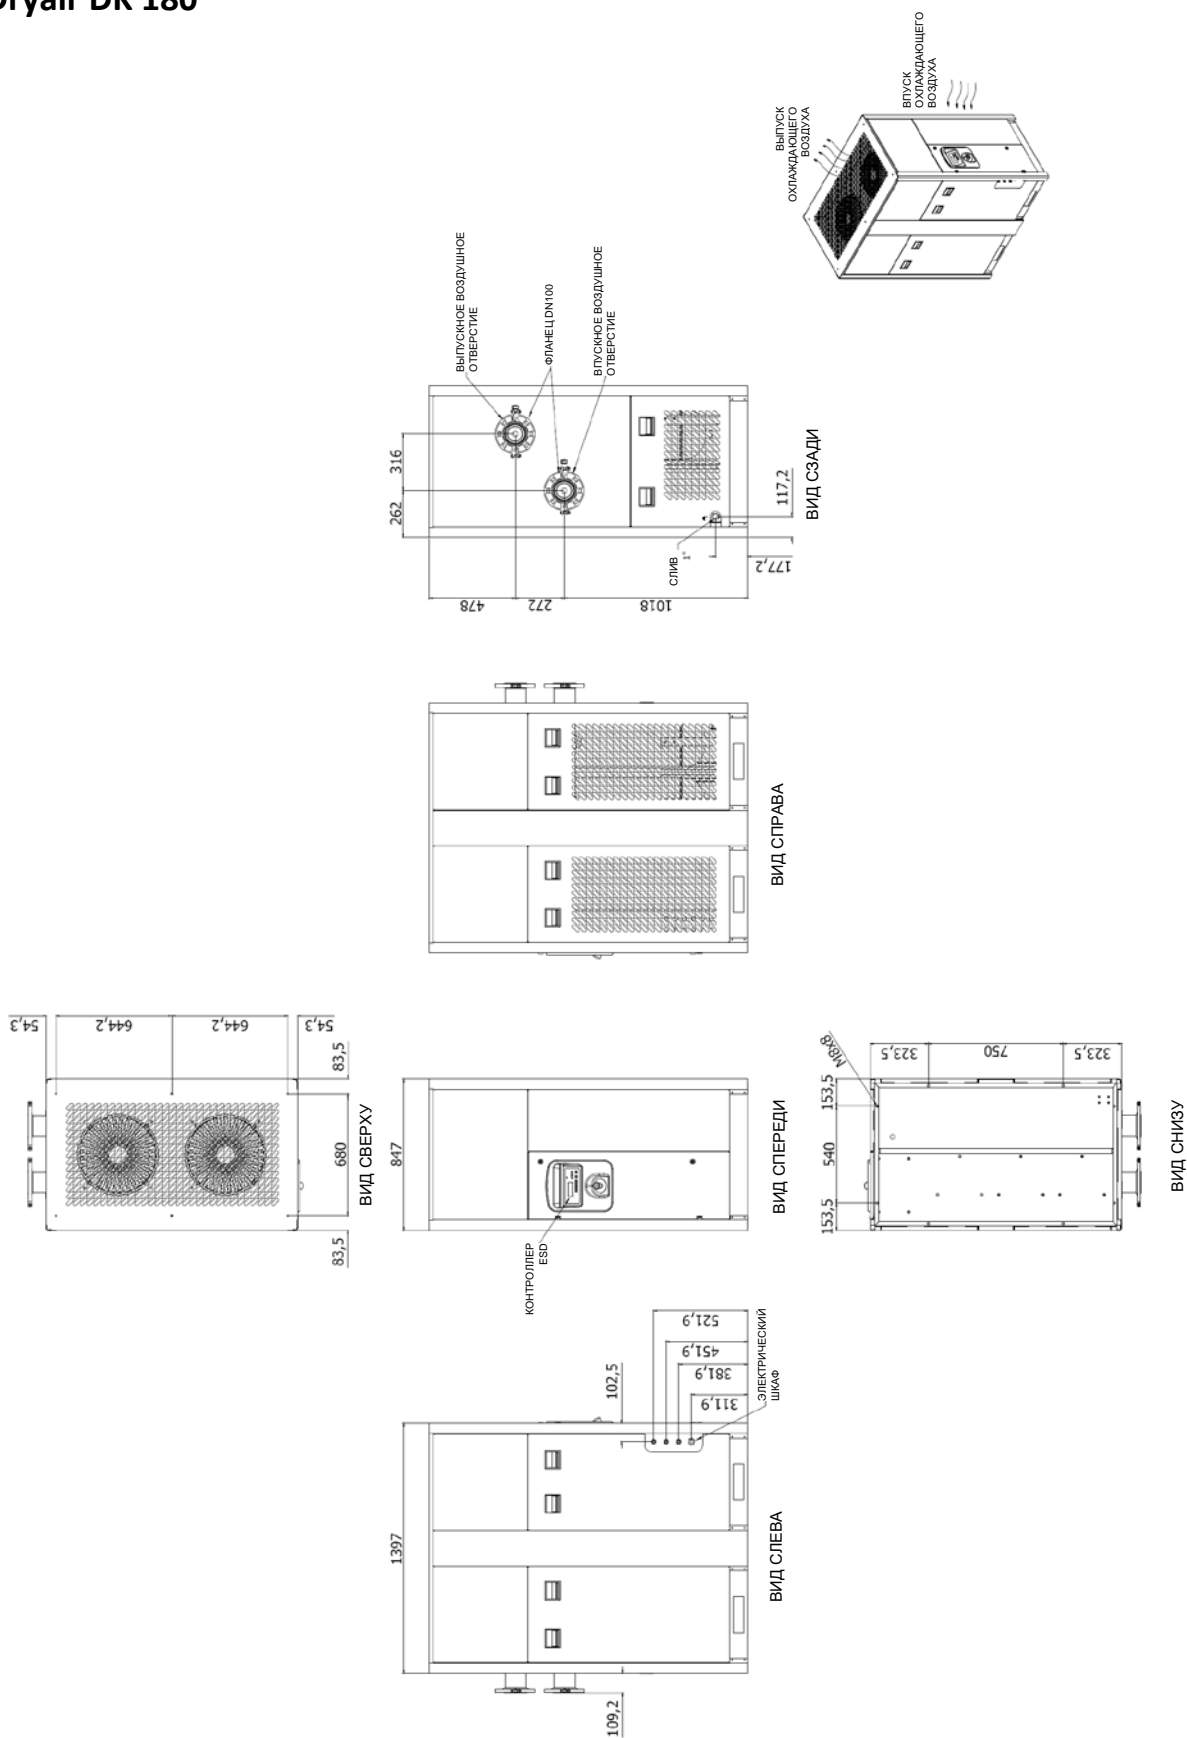 Dryair DK 180
ВЫПУСК
ОХЛАЖДАЮЩЕГО
ВОЗДУХА
ВПУСК
ОХЛАЖДАЮЩЕГО
ВОЗДУХА
ВЫПУСКНОЕ ВОЗДУШНОЕ
ОТВЕРСТИЕ
ФЛАНЕЦ DN100
ВПУСКНОЕ ВОЗДУШНОЕ
ОТВЕРСТИЕ
316
262
478
272
1018
СЛИВ
177,2
117,2
ВИД СЗАДИ
ВИД СПРАВА
54,3
644,2
644,2
54,3
83,5
680
83,5
ВИД СВЕРХУ
847
КОНТРОЛЛЕР
ESD
ВИД СПЕРЕДИ
M8x8
323,5
750
323,5
153,5
540
153,5
ВИД СНИЗУ
1397
102,5
521,9
451,9
381,9
311,9
ЭЛЕКТРИЧЕСКИЙ
ШКАФ
109,2
ВИД СЛЕВА